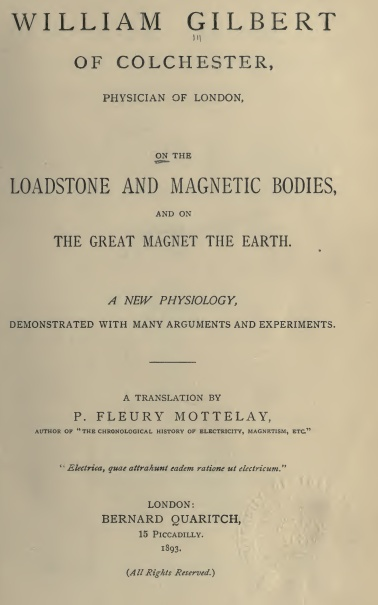 WILLIAM GILBERT
OF COLCHESTER,
PHYSICIAN OF LONDON,
ON THE
LOADSTONE AND MAGNETIC BODIES,
AND ON
THE GREAT MAGNET THE EARTH.
A NEW PHYSIOLOGY,
DEMONSTRATED WITH MANY ARGUMENTS AND EXPERIMENTS.
A TRANSLATION BY
P. FLEURY MOTTELAY,
AUTHOR OF "THE CHRONOLOGICAL HISTORY OF ELECTRICITY, MAGNETISM, ETC."
"Electrica, quae attrahunt eadem ratione ut electricum."
LONDON:
BERNARD QUARITCH,
15 PICCADILLY.
1893.
(All Rights Reserved.)